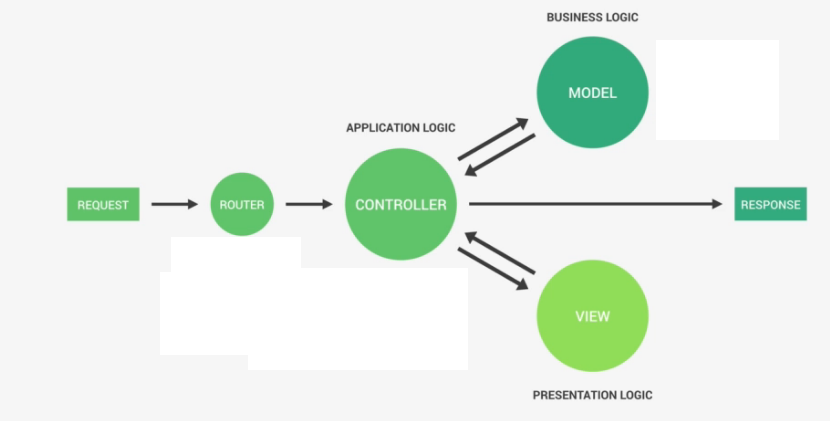 BUSINESS LOGIC
MODEL
APPLICATION LOGIC
REQUEST
ROUTER
CONTROLLER
RESPONSE
VIEW
PRESENTATION LOGIC